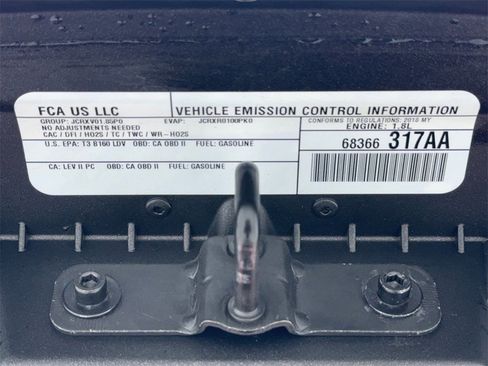 FCA US LLC
VEHICLE EMISSION CONTROL INFORMATION
GROUP: JCRXV01.85P0 EVAP: JCRXR0100PK0
CONFORMS TO REGULATIONS: 2018 MY
NO ADJUSTMENTS NEEDED
ENGINE: 1.8L
CAC / DFI / HO2S / TC / TWC / WR-HO2S
U.S. EPA: T3 B160 LDV OBD: CA OBD II FUEL: GASOLINE
68366 317AA
CA: LEV II PC OBD: CA OBD II FUEL: GASOLINE